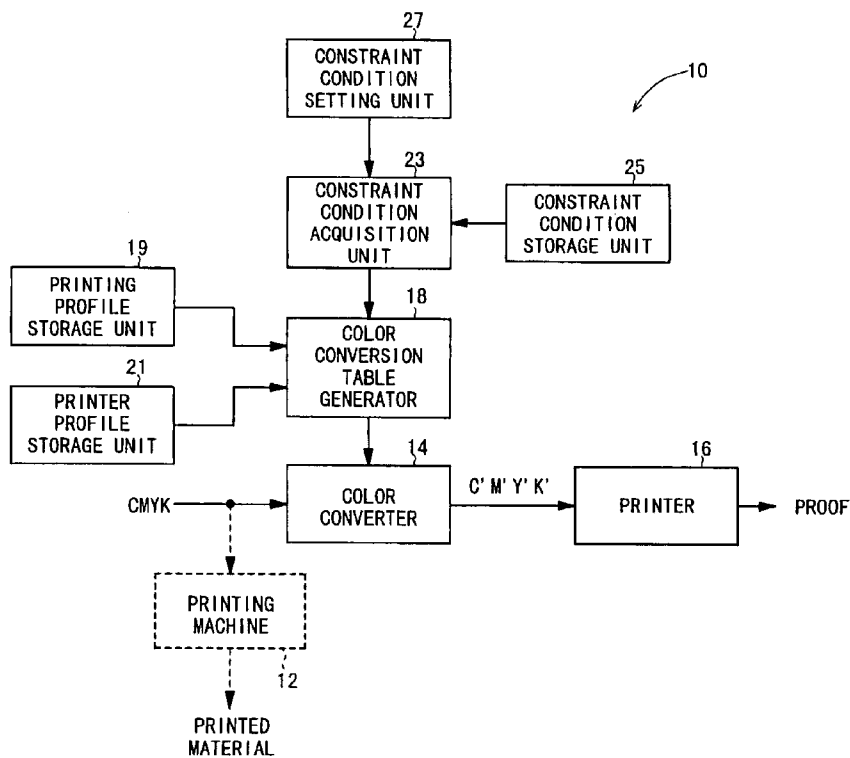 27
CONSTRAINT
CONDITION
SETTING UNIT
10
23
CONSTRAINT
CONDITION
ACQUISITION
UNIT
25
CONSTRAINT
CONDITION
STORAGE UNIT
19
PRINTING
PROFILE
STORAGE UNIT
18
COLOR
CONVERSION
TABLE
GENERATOR
21
PRINTER
PROFILE
STORAGE UNIT
14
CMYK
COLOR
CONVERTER
C'M'Y'K'
16
PRINTER
PROOF
PRINTING
MACHINE
12
PRINTED
MATERIAL